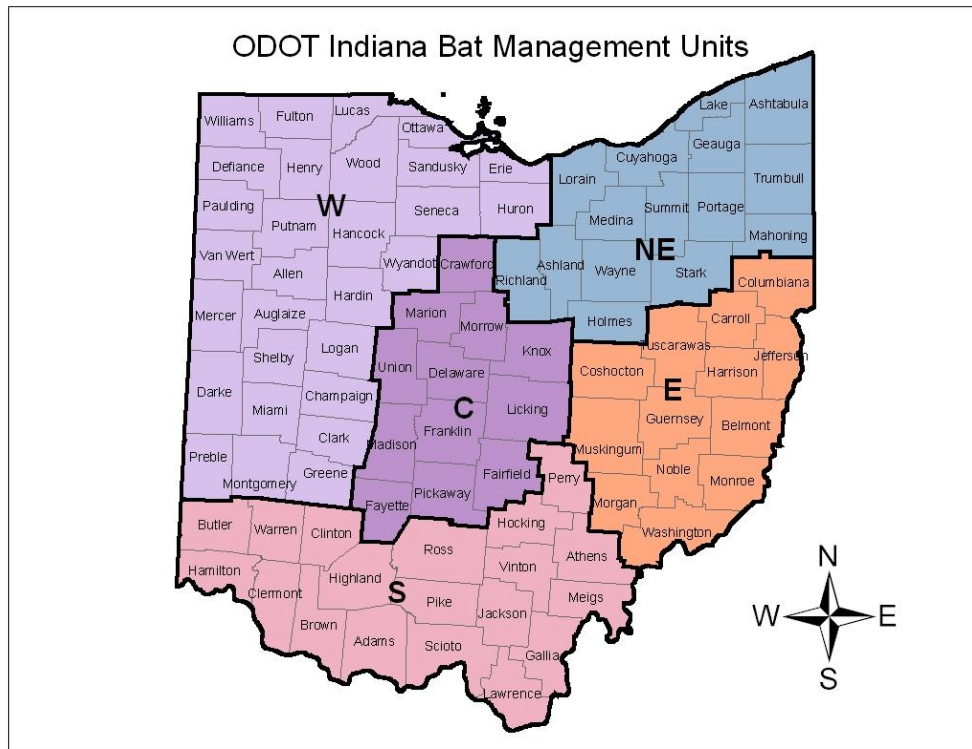 ODOT Indiana Bat Management Units
Williams
Fulton
Lucas
Ottawa
Lake
Ashtabula
Defiance
Henry
Wood
Sandusky
Erie
Lorain
Cuyahoga
Geauga
Trumbull
Paulding
W
Putnam
Hancock
Seneca
Huron
Medina
Summit
Portage
Mahoning
Van Wert
Allen
Wyandot
Crawford
Richland
Ashland
Wayne
NE
Stark
Columbiana
Mercer
Auglaize
Hardin
Marion
Morrow
Holmes
Carroll
Shelby
Logan
Union
Delaware
Knox
Coshocton
Tuscarawas
Harrison
Jefferson
Darke
Miami
Champaign
C
Licking
E
Guernsey
Belmont
Clark
Madison
Franklin
Muskingum
Preble
Montgomery
Greene
Fayette
Pickaway
Fairfield
Perry
Noble
Monroe
Morgan
Washington
Butler
Warren
Clinton
Ross
Hocking
Athens
Hamilton
Clermont
Highland
S
Vinton
Meigs
Brown
Adams
Pike
Scioto
Jackson
Gallia
Lawrence
N
W
E
S